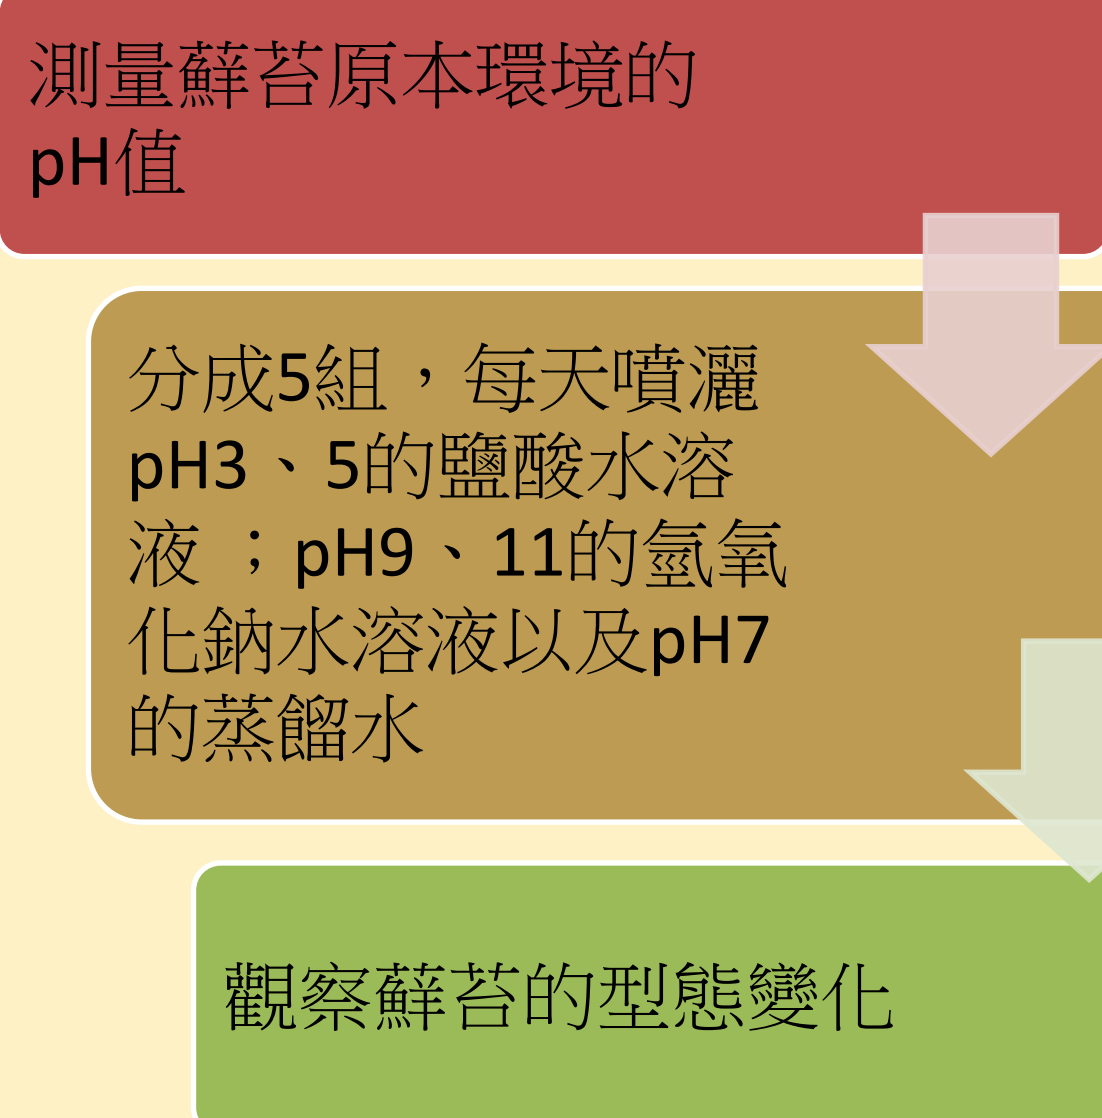 測量蘚苔原本環境的
pH值
分成5組，每天噴灑
pH3、5的鹽酸水溶
液 ；pH9、11的氫氧
化鈉水溶液以及pH7
的蒸餾水
觀察蘚苔的型態變化